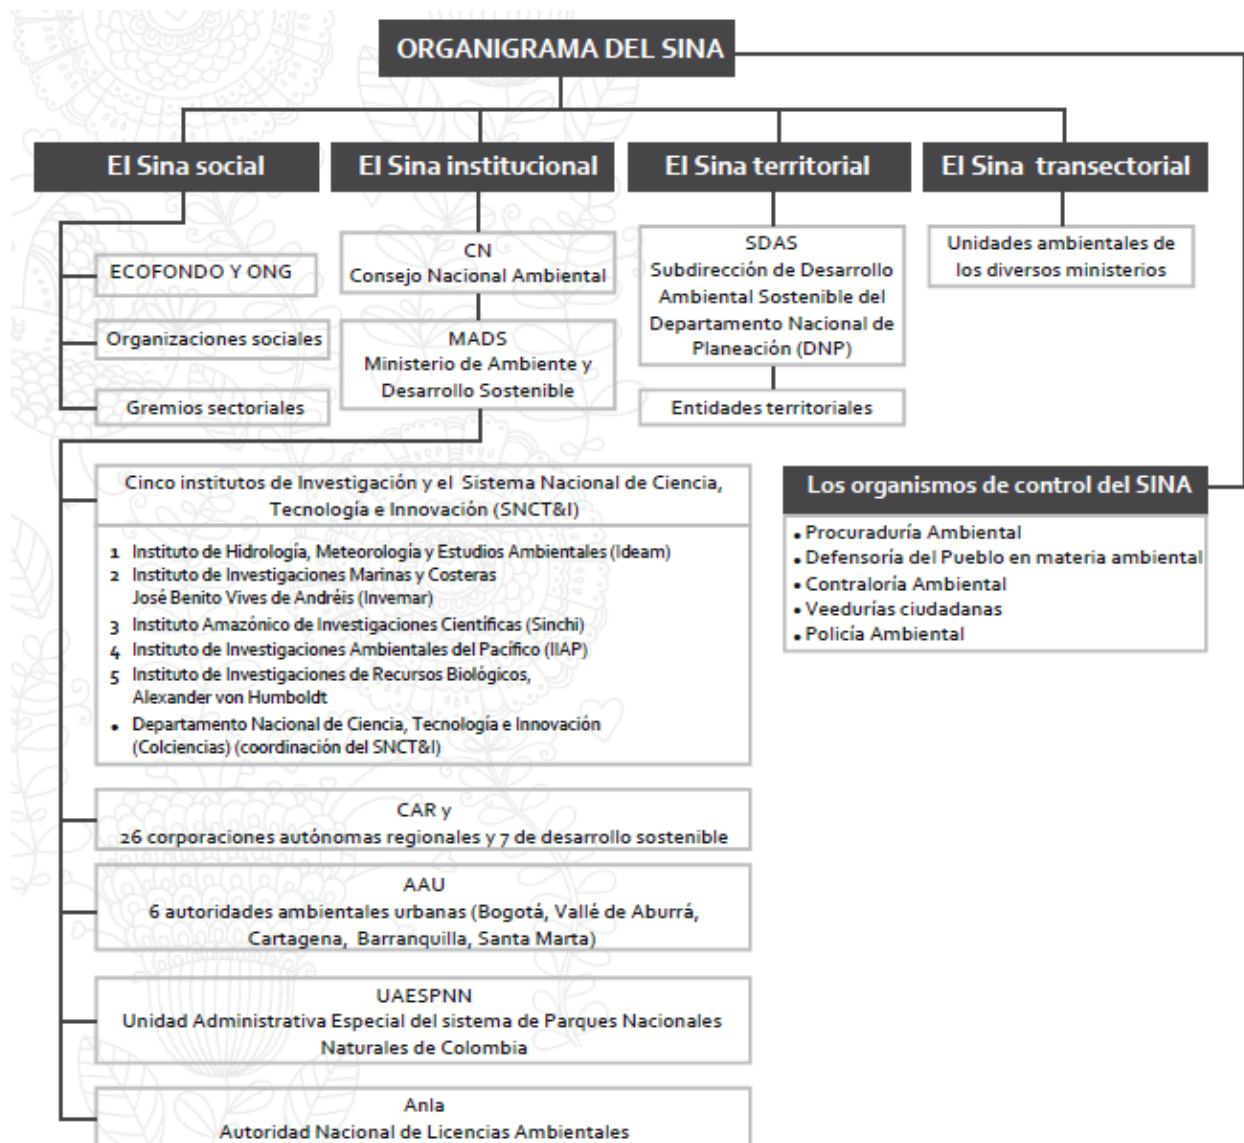 ORGANIGRAMA DEL SINA
El Sina social
ECOFONDO Y ONG
Organizaciones sociales
Gremios sectoriales
El Sina institucional
CN
Consejo Nacional Ambiental
MADS
Ministerio de Ambiente y
Desarrollo Sostenible
El Sina territorial
SDAS
Subdirección de Desarrollo
Ambiental Sostenible del
Departamento Nacional de
Planeación (DNP)
Entidades territoriales
El Sina transectorial
Unidades ambientales de
los diversos ministerios
Cinco institutos de Investigación y el Sistema Nacional de Ciencia,
Tecnología e Innovación (SNCT&I)
1 Instituto de Hidrología, Meteorología y Estudios Ambientales (Ideam)
2 Instituto de Investigaciones Marinas y Costeras
José Benito Vives de Andréis (Invemar)
3 Instituto Amazónico de Investigaciones Científicas (Sinchi)
4 Instituto de Investigaciones Ambientales del Pacífico (IIAP)
5 Instituto de Investigaciones de Recursos Biológicos,
Alexander von Humboldt
• Departamento Nacional de Ciencia, Tecnología e Innovación
(Colciencias) (coordinación del SNCT&I)
CAR y
26 corporaciones autónomas regionales y 7 de desarrollo sostenible
AAU
6 autoridades ambientales urbanas (Bogotá, Vallé de Aburrá,
Cartagena, Barranquilla, Santa Marta)
UAESPNN
Unidad Administrativa Especial del sistema de Parques Nacionales
Naturales de Colombia
Anla
Autoridad Nacional de Licencias Ambientales
Los organismos de control del SINA
• Procuraduría Ambiental
• Defensoría del Pueblo en materia ambiental
• Contraloría Ambiental
• Veedurías ciudadanas
• Policía Ambiental